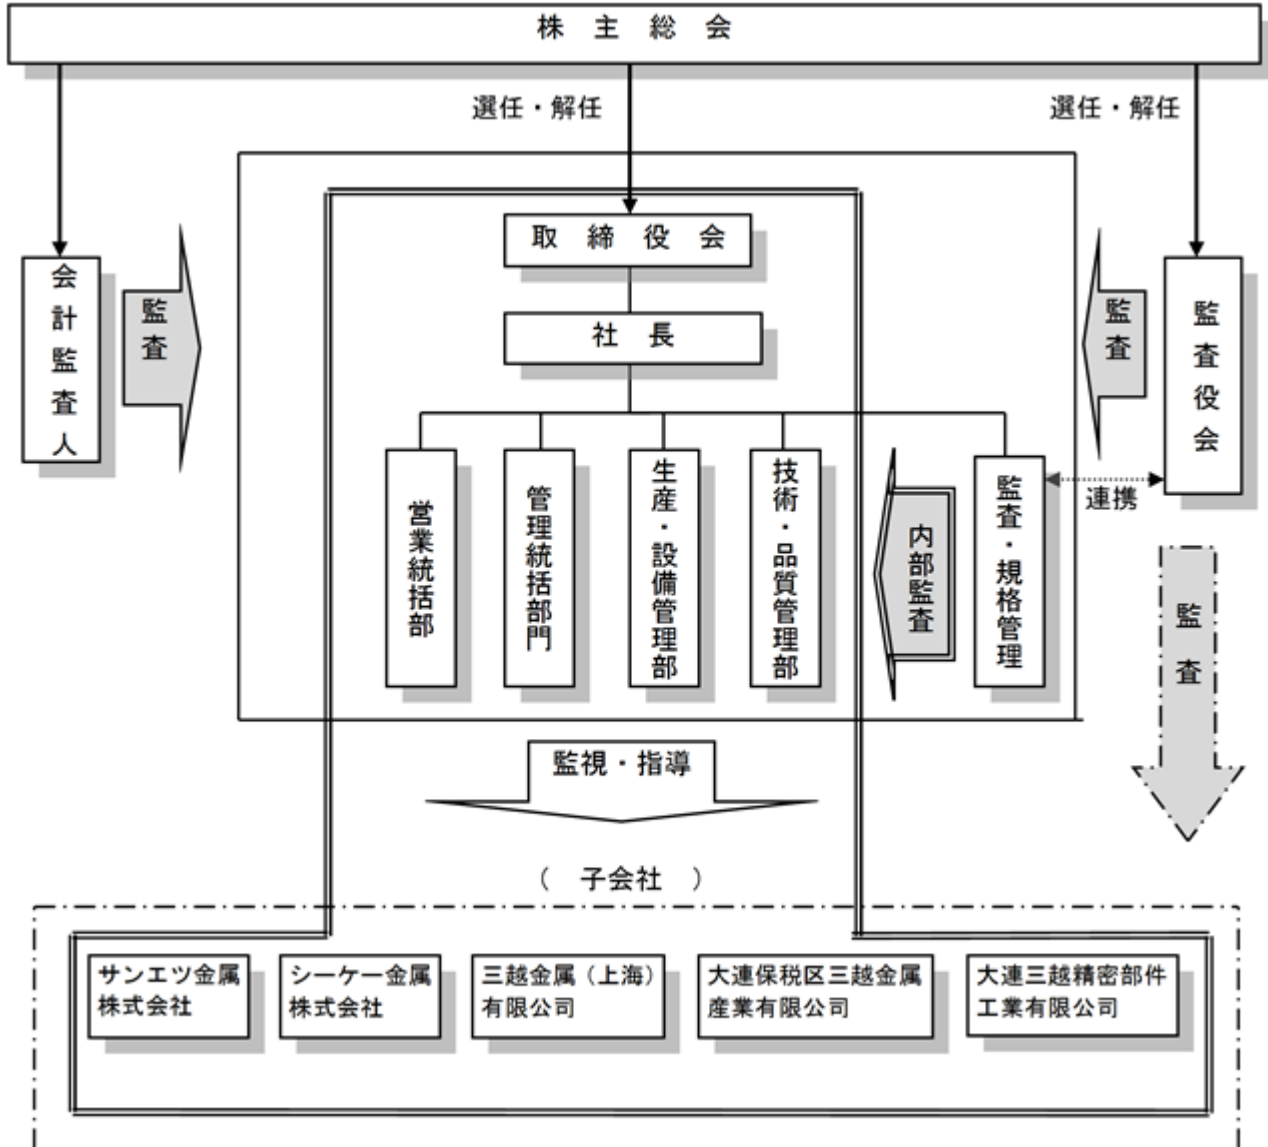 株　主　総　会
選任・解任
選任・解任
取　締　役　会
会計監査人
監査
社　長
監査
監査役会
営業統括部
管理統括部門
生産・設備管理部
技術・品質管理部
内部監査
監査・規格管理
連携
監査
監視・指導
（　子会社　）
サンエツ金属
株式会社
シーケー金属
株式会社
三越金属（上海）
有限公司
大連保税区三越金属
産業有限公司
大連三越精密部件
工業有限公司